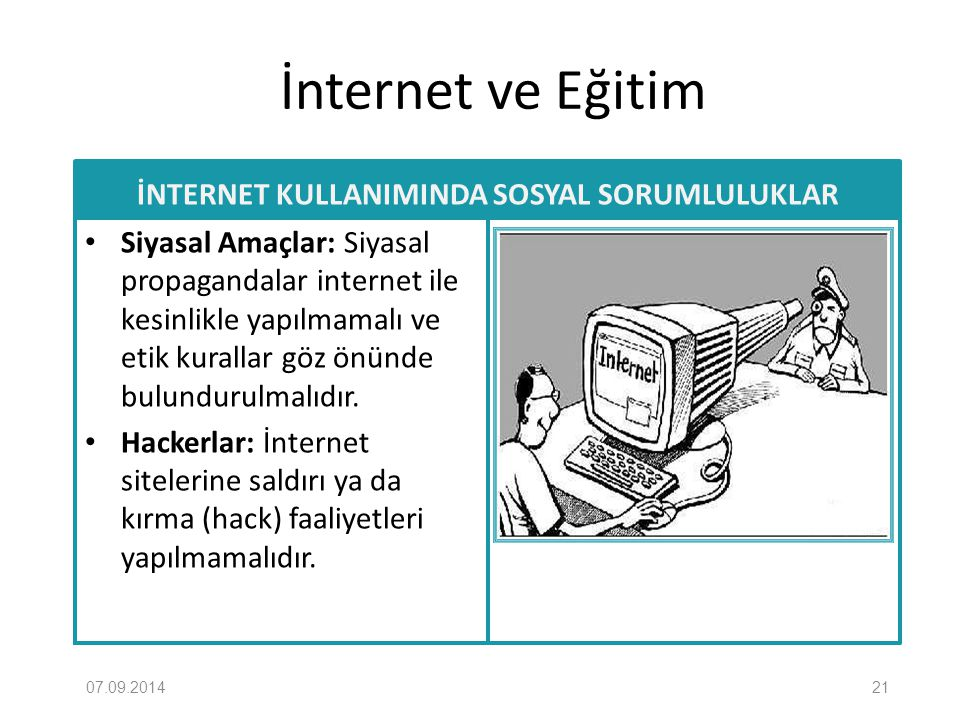 İnternet ve Eğitim
İNTERNET KULLANIMINDA SOSYAL SORUMLULUKLAR
• Siyasal Amaçlar: Siyasal
propagandalar internet ile
kesinlikle yapılmamalı ve
etik kurallar göz önünde
bulundurulmalıdır.
• Hackerlar: İnternet
sitelerine saldırı ya da
kırma (hack) faaliyetleri
yapılmamalıdır.
Internet
07.09.2014
21